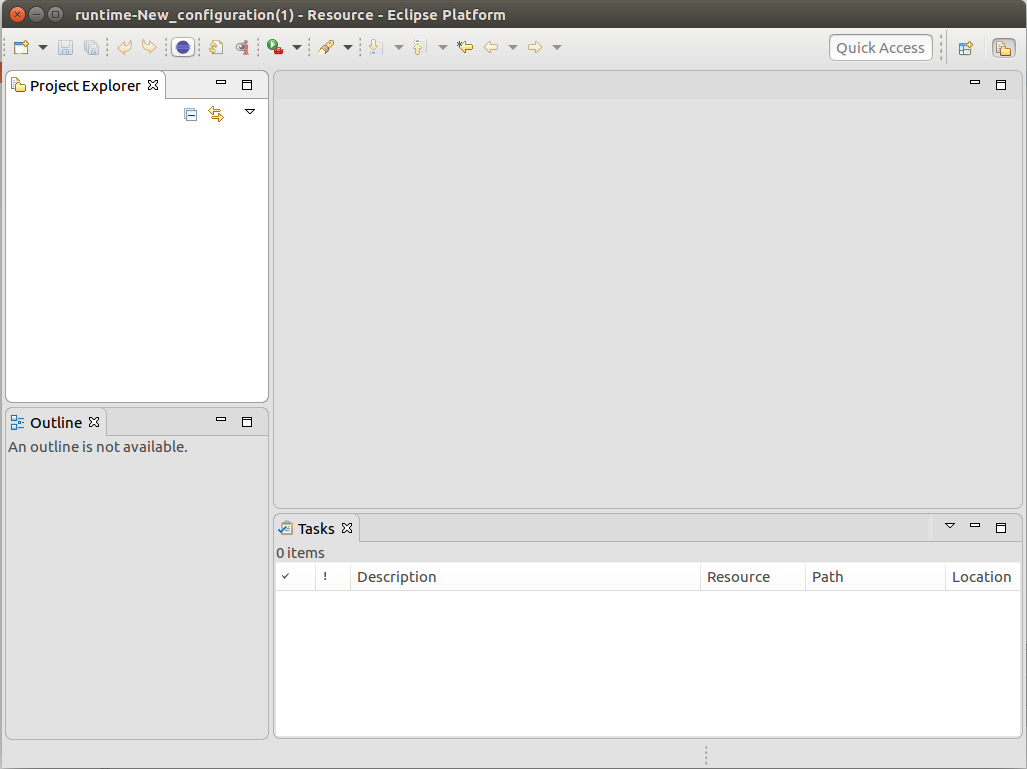 runtime-New_configuration(1) - Resource - Eclipse Platform
Quick Access
Project Explorer
Outline
An outline is not available.
Tasks
0 items
! Description Resource Path Location